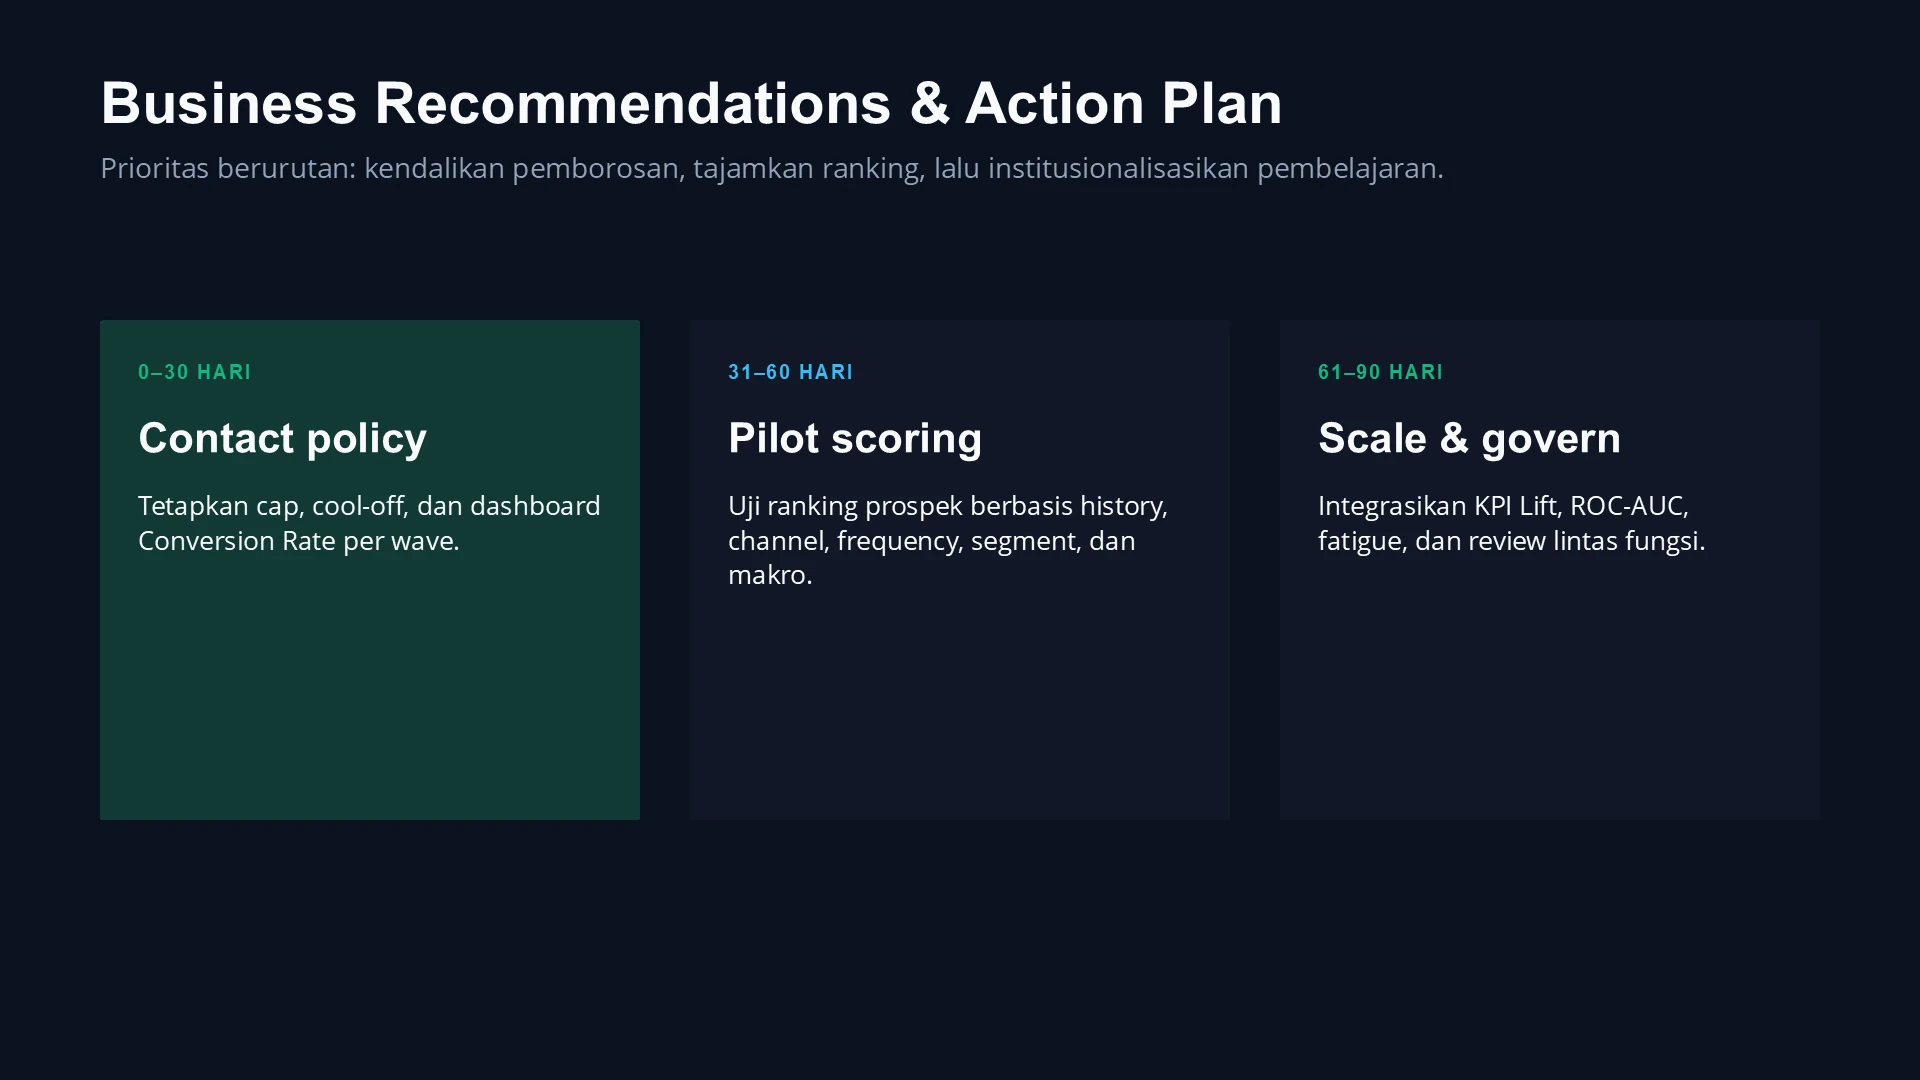 Business Recommendations & Action Plan
Prioritas berurutan: kendalikan pemborosan, tajamkan ranking, lalu institusionalisasikan pembelajaran.
0–30 HARI
Contact policy
Tetapkan cap, cool-off, dan dashboard
Conversion Rate per wave.
31–60 HARI
Pilot scoring
Uji ranking prospek berbasis history,
channel, frequency, segment, dan
makro.
61–90 HARI
Scale & govern
Integrasikan KPI Lift, ROC-AUC,
fatigue, dan review lintas fungsi.